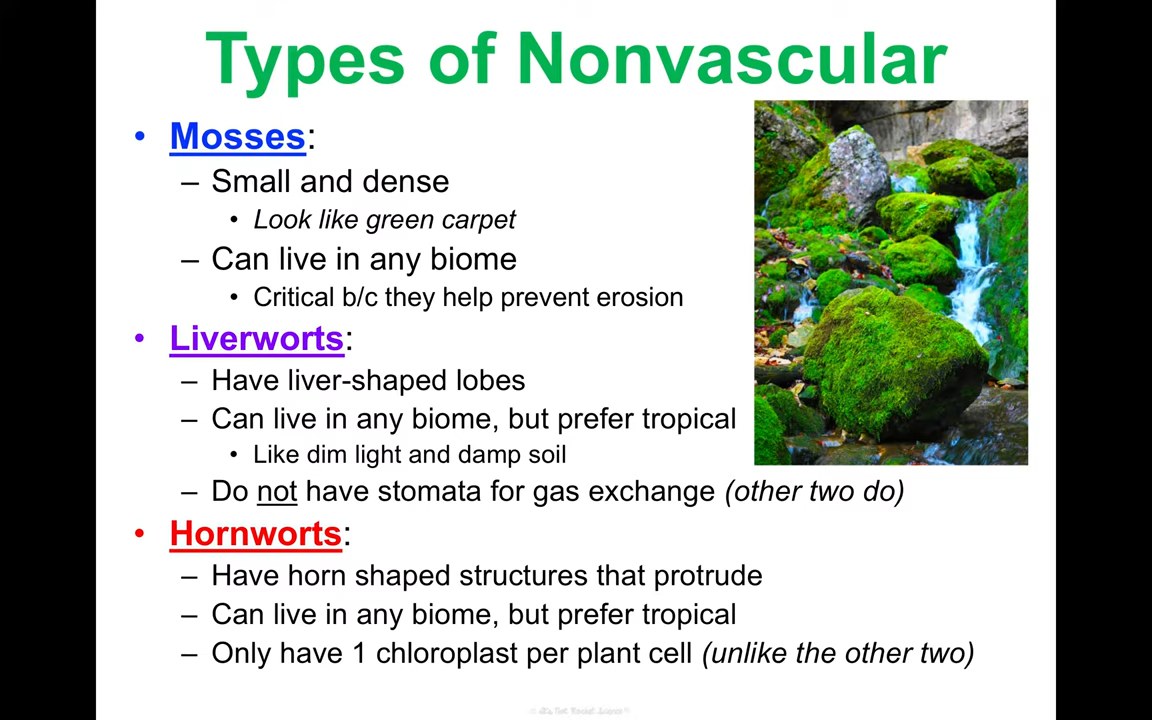 Types of Nonvascular
• Mosses:
– Small and dense
• Look like green carpet
– Can live in any biome
• Critical b/c they help prevent erosion
• Liverworts:
– Have liver-shaped lobes
– Can live in any biome, but prefer tropical
• Like dim light and damp soil
– Do not have stomata for gas exchange (other two do)
• Hornworts:
– Have horn shaped structures that protrude
– Can live in any biome, but prefer tropical
– Only have 1 chloroplast per plant cell (unlike the other two)